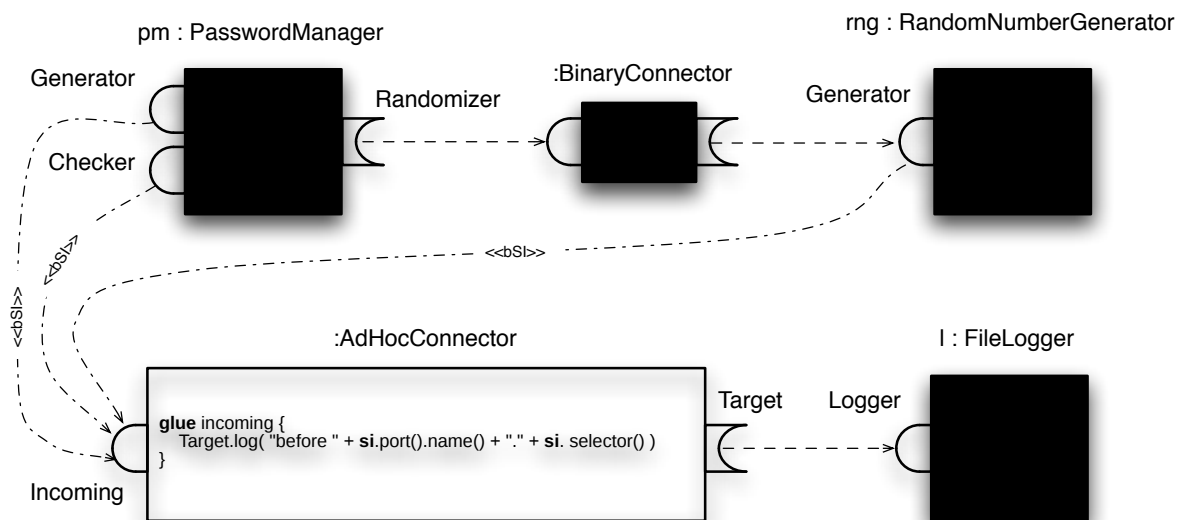 pm : PasswordManager
rng : RandomNumberGenerator
Generator
:BinaryConnector
Randomizer
Generator
Checker
<<bSI>>
<<bSI>>
<<bSI>>
:AdHocConnector
l : FileLogger
Target
Logger
glue incoming {
Target.log( "before " + si.port().name() + "." + si. selector() )
}
Incoming